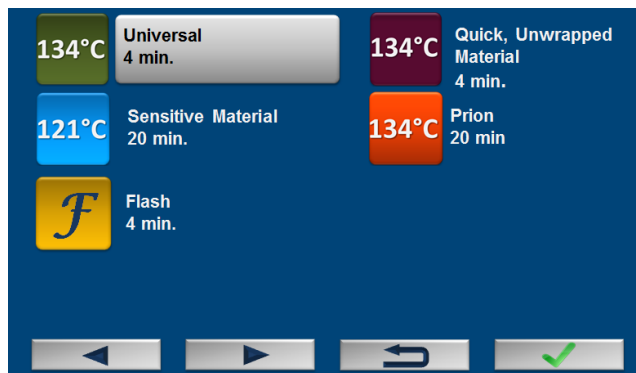 134°C
Universal
4 min.
134°C
Quick, Unwrapped
Material
4 min.
121°C
Sensitive Material
20 min.
134°C
Prion
20 min
F
Flash
4 min.